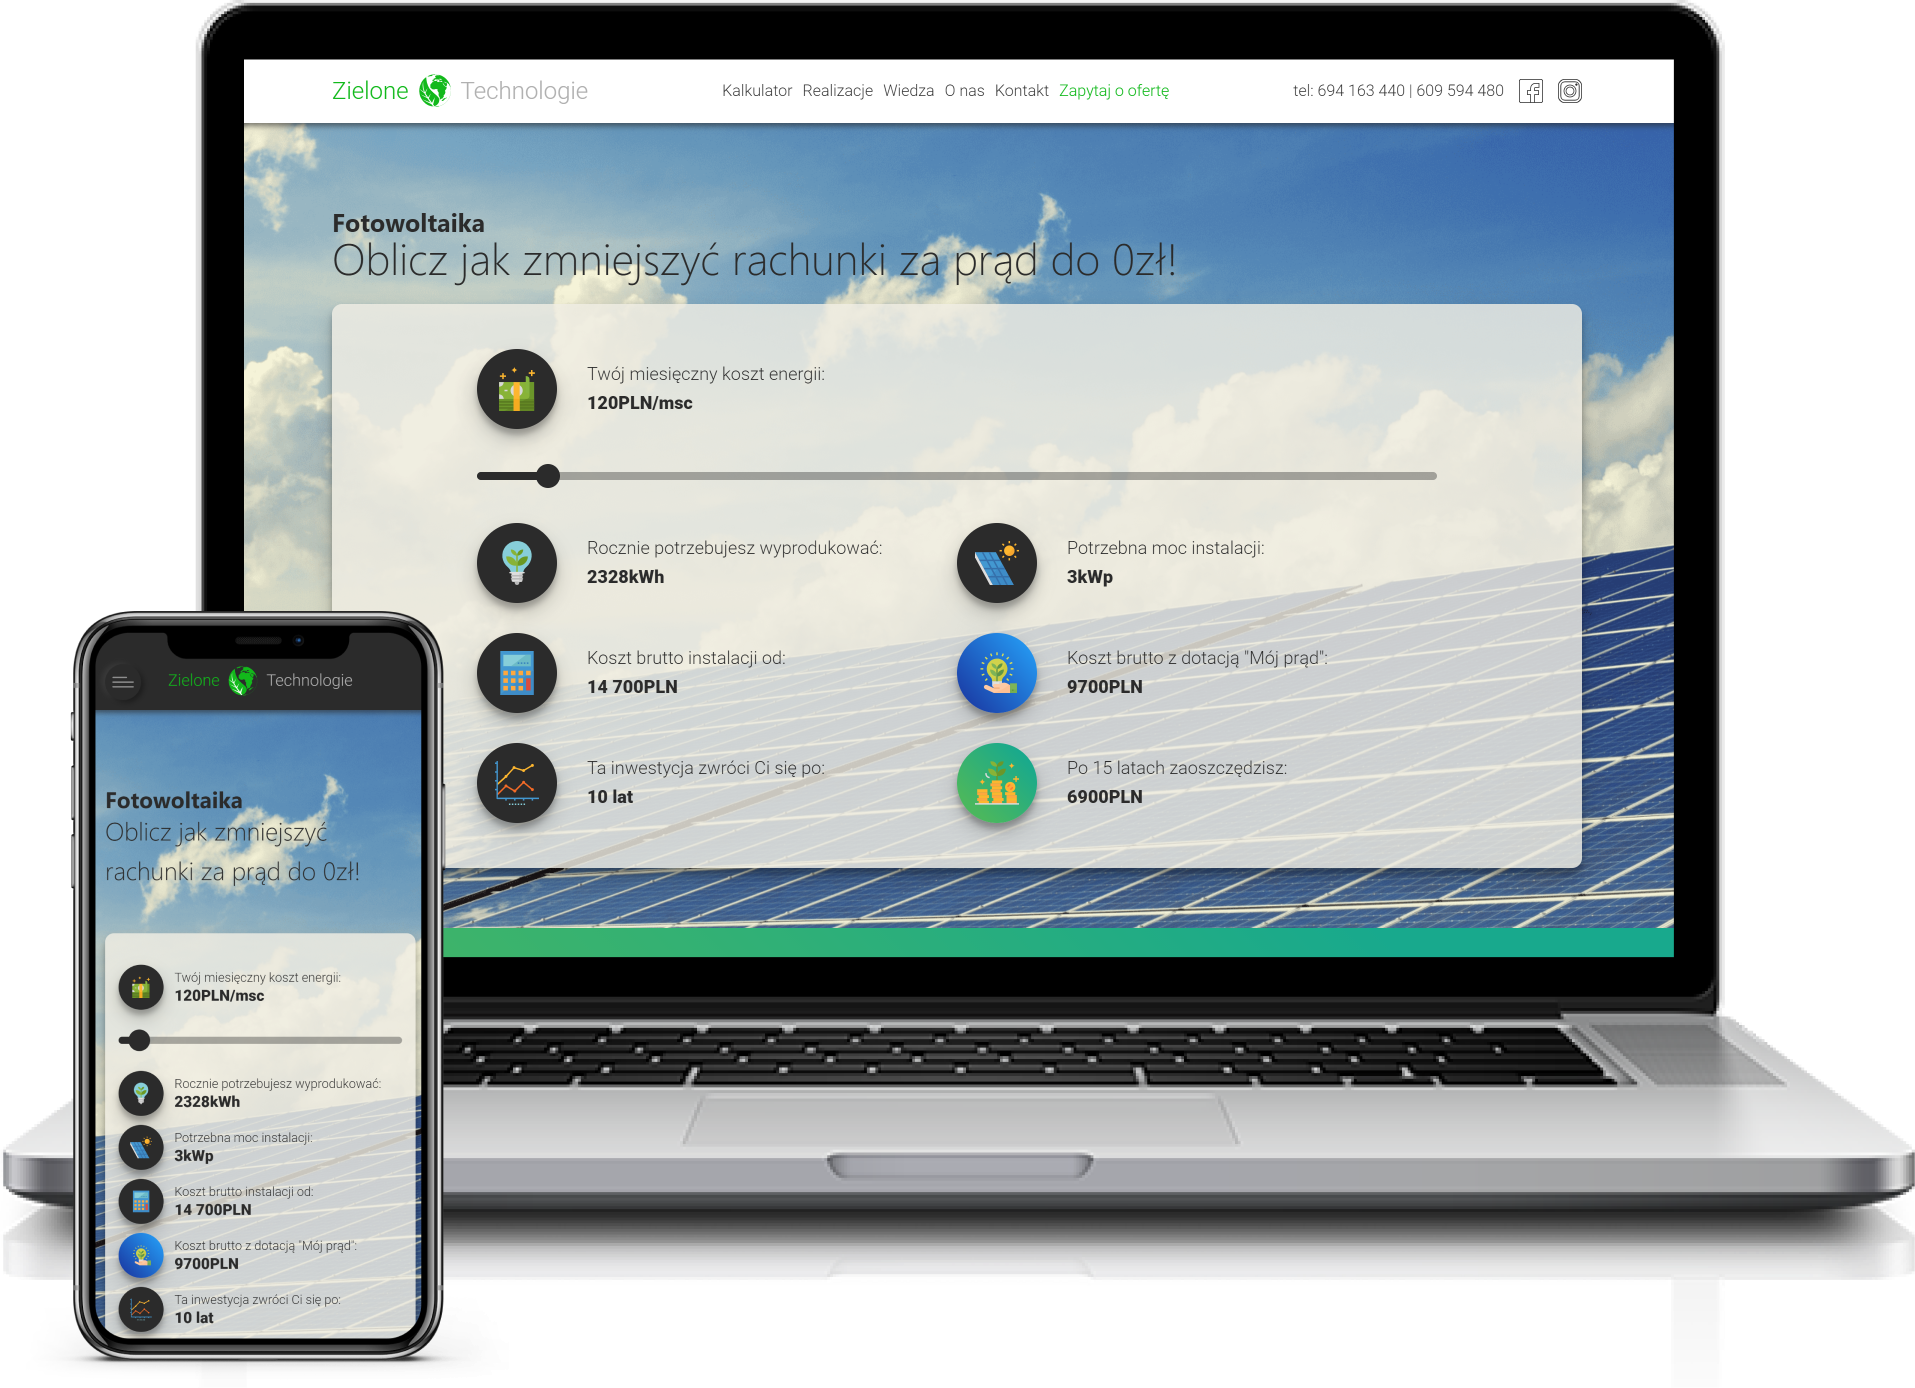 Zielone Technologie
Kalkulator Realizacje Wiedza O nas Kontakt Zapytaj o ofertę
tel: 694 163 440 | 609 594 480
Fotowoltaika
Oblicz jak zmniejszyć rachunki za prąd do 0zł!
Twój miesięczny koszt energii:
120PLN/msc
Rocznie potrzebujesz wyprodukować:
2328kWh
Potrzebna moc instalacji:
3kWp
Koszt brutto instalacji od:
14 700PLN
Koszt brutto z dotacją "Mój prąd":
9700PLN
Ta inwestycja zwróci Ci się po:
10 lat
Po 15 latach zaoszczędzisz:
6900PLN
Zielone Technologie
Fotowoltaika
Oblicz jak zmniejszyć
rachunki za prąd do 0zł!
Twój miesięczny koszt energii:
120PLN/msc
Rocznie potrzebujesz wyprodukować:
2328kWh
Potrzebna moc instalacji:
3kWp
Koszt brutto instalacji od:
14 700PLN
Koszt brutto z dotacją "Mój prąd":
9700PLN
Ta inwestycja zwróci Ci się po:
10 lat